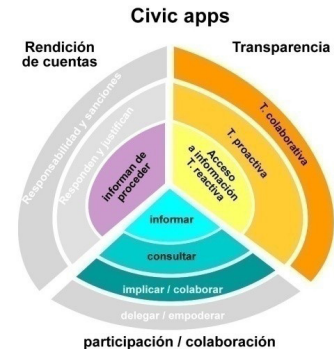 Civic apps
Rendición
de cuentas
Transparencia
Responsabilidad y sanciones
Responden y justifican
informan de
proceder
Acceso
a información
T. reactiva
T. proactiva
T. colaborativa
informar
consultar
implicar / colaborar
delegar / empoderar
participación / colaboración